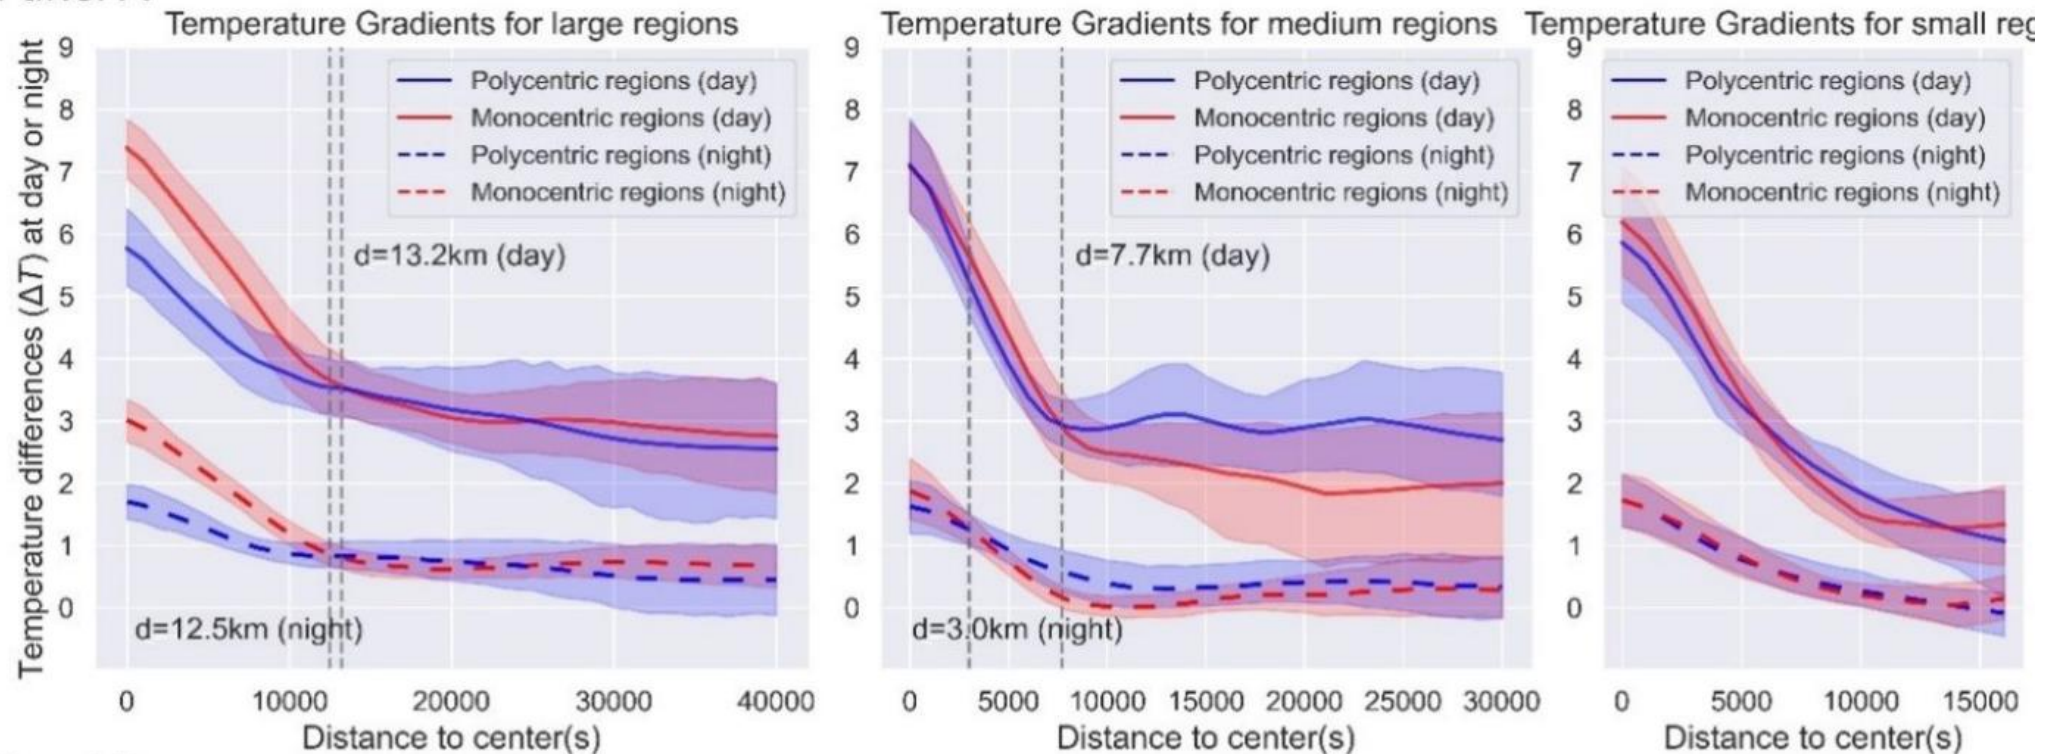 Temperature Gradients for large regions
Temperature differences (ΔT) at day or night
9
8
7
6
5
4
3
2
1
0
Polycentric regions (day)
Monocentric regions (day)
Polycentric regions (night)
Monocentric regions (night)
d=13.2km (day)
d=12.5km (night)
0 10000 20000 30000 40000
Distance to center(s)
Temperature Gradients for medium regions
9
8
7
6
5
4
3
2
1
0
Polycentric regions (day)
Monocentric regions (day)
Polycentric regions (night)
Monocentric regions (night)
d=7.7km (day)
d=3.0km (night)
0 5000 10000 15000 20000 25000 30000
Distance to center(s)
Temperature Gradients for small reg
9
8
7
6
5
4
3
2
1
0
Polycentric regions (day)
Monocentric regions (day)
Polycentric regions (night)
Monocentric regions (night)
0 5000 10000 15000
Distance to center(s)